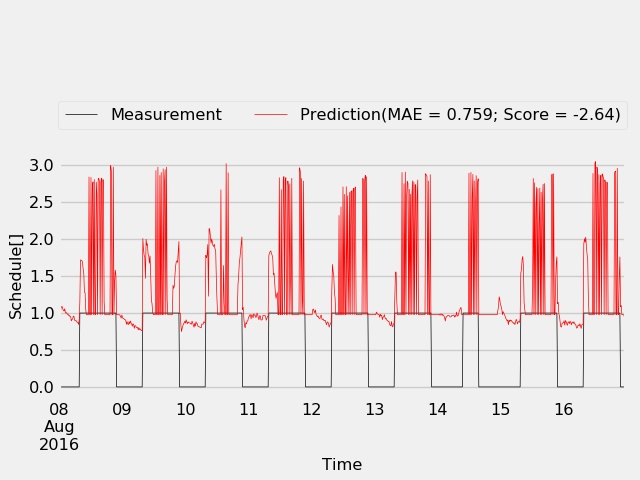 Measurement
Prediction(MAE = 0.759; Score = -2.64)
3.0
2.5
2.0
1.5
1.0
0.5
0.0
Schedule[]
08 09 10 11 12 13 14 15 16
Aug
2016
Time